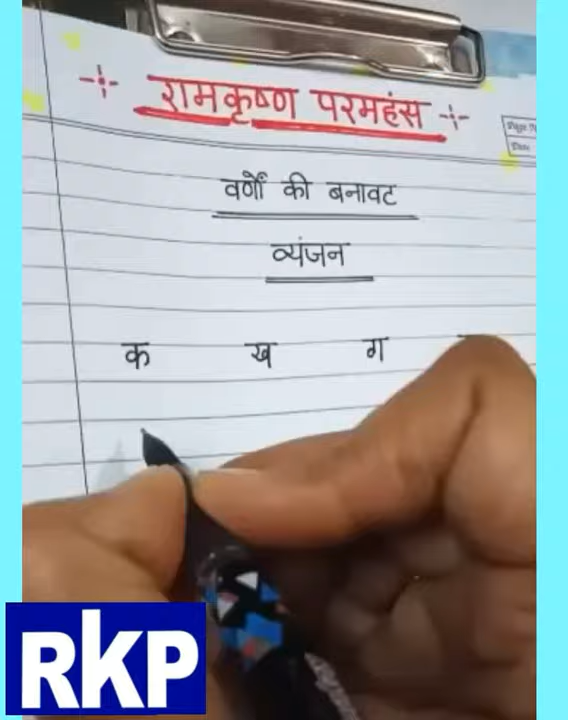 रामकृष्ण परमहंस
वर्णों की बनावट
व्यंजन
क ख ग
RKP